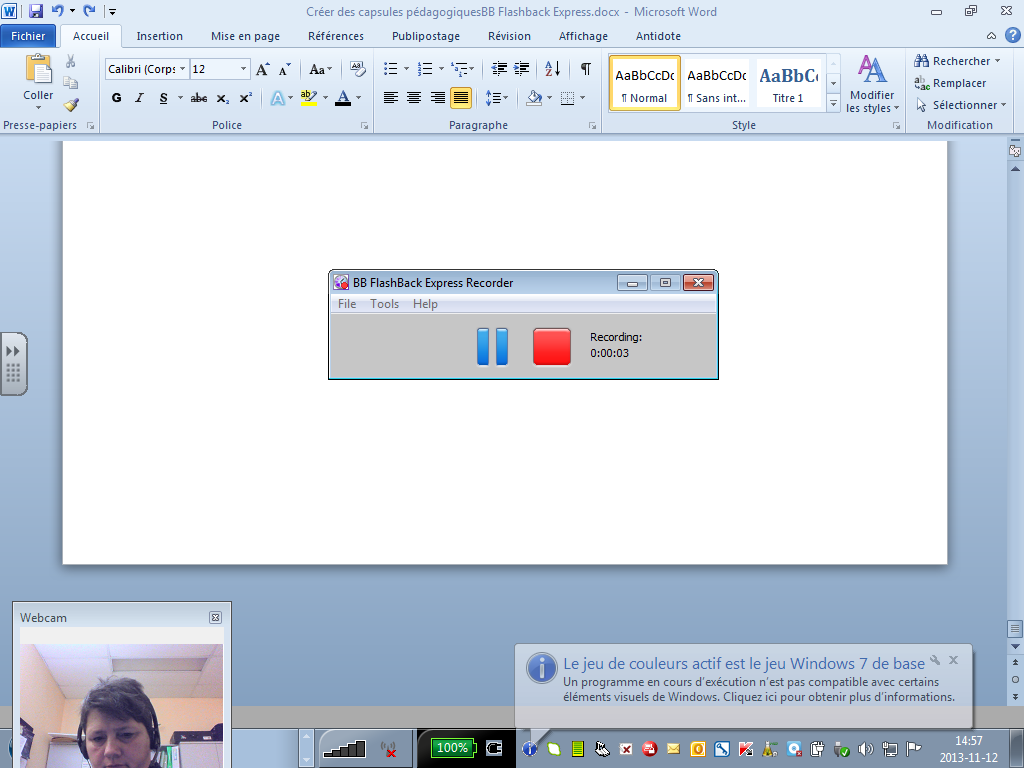 Créer des capsules pédagogiquesBB Flashback Express.docx - Microsoft Word
Fichier Accueil Insertion Mise en page Références Publipostage Révision Affichage Antidote
Coller
Presse-papiers
Calibri (Corps 12
G I S abc x₂ x²
Aa
Police
Paragraphe
AaBbCcDc AaBbCcDc AaBbC
¶ Normal ¶ Sans int... Titre 1
Style
Modifier
les styles
Rechercher
Remplacer
Sélectionner
Modification
BB FlashBack Express Recorder
File Tools Help
Recording:
0:00:03
Webcam
Le jeu de couleurs actif est le jeu Windows 7 de base
Un programme en cours d'exécution n'est pas compatible avec certains
éléments visuels de Windows. Cliquez ici pour obtenir plus d'informations.
100%
14:57
2013-11-12